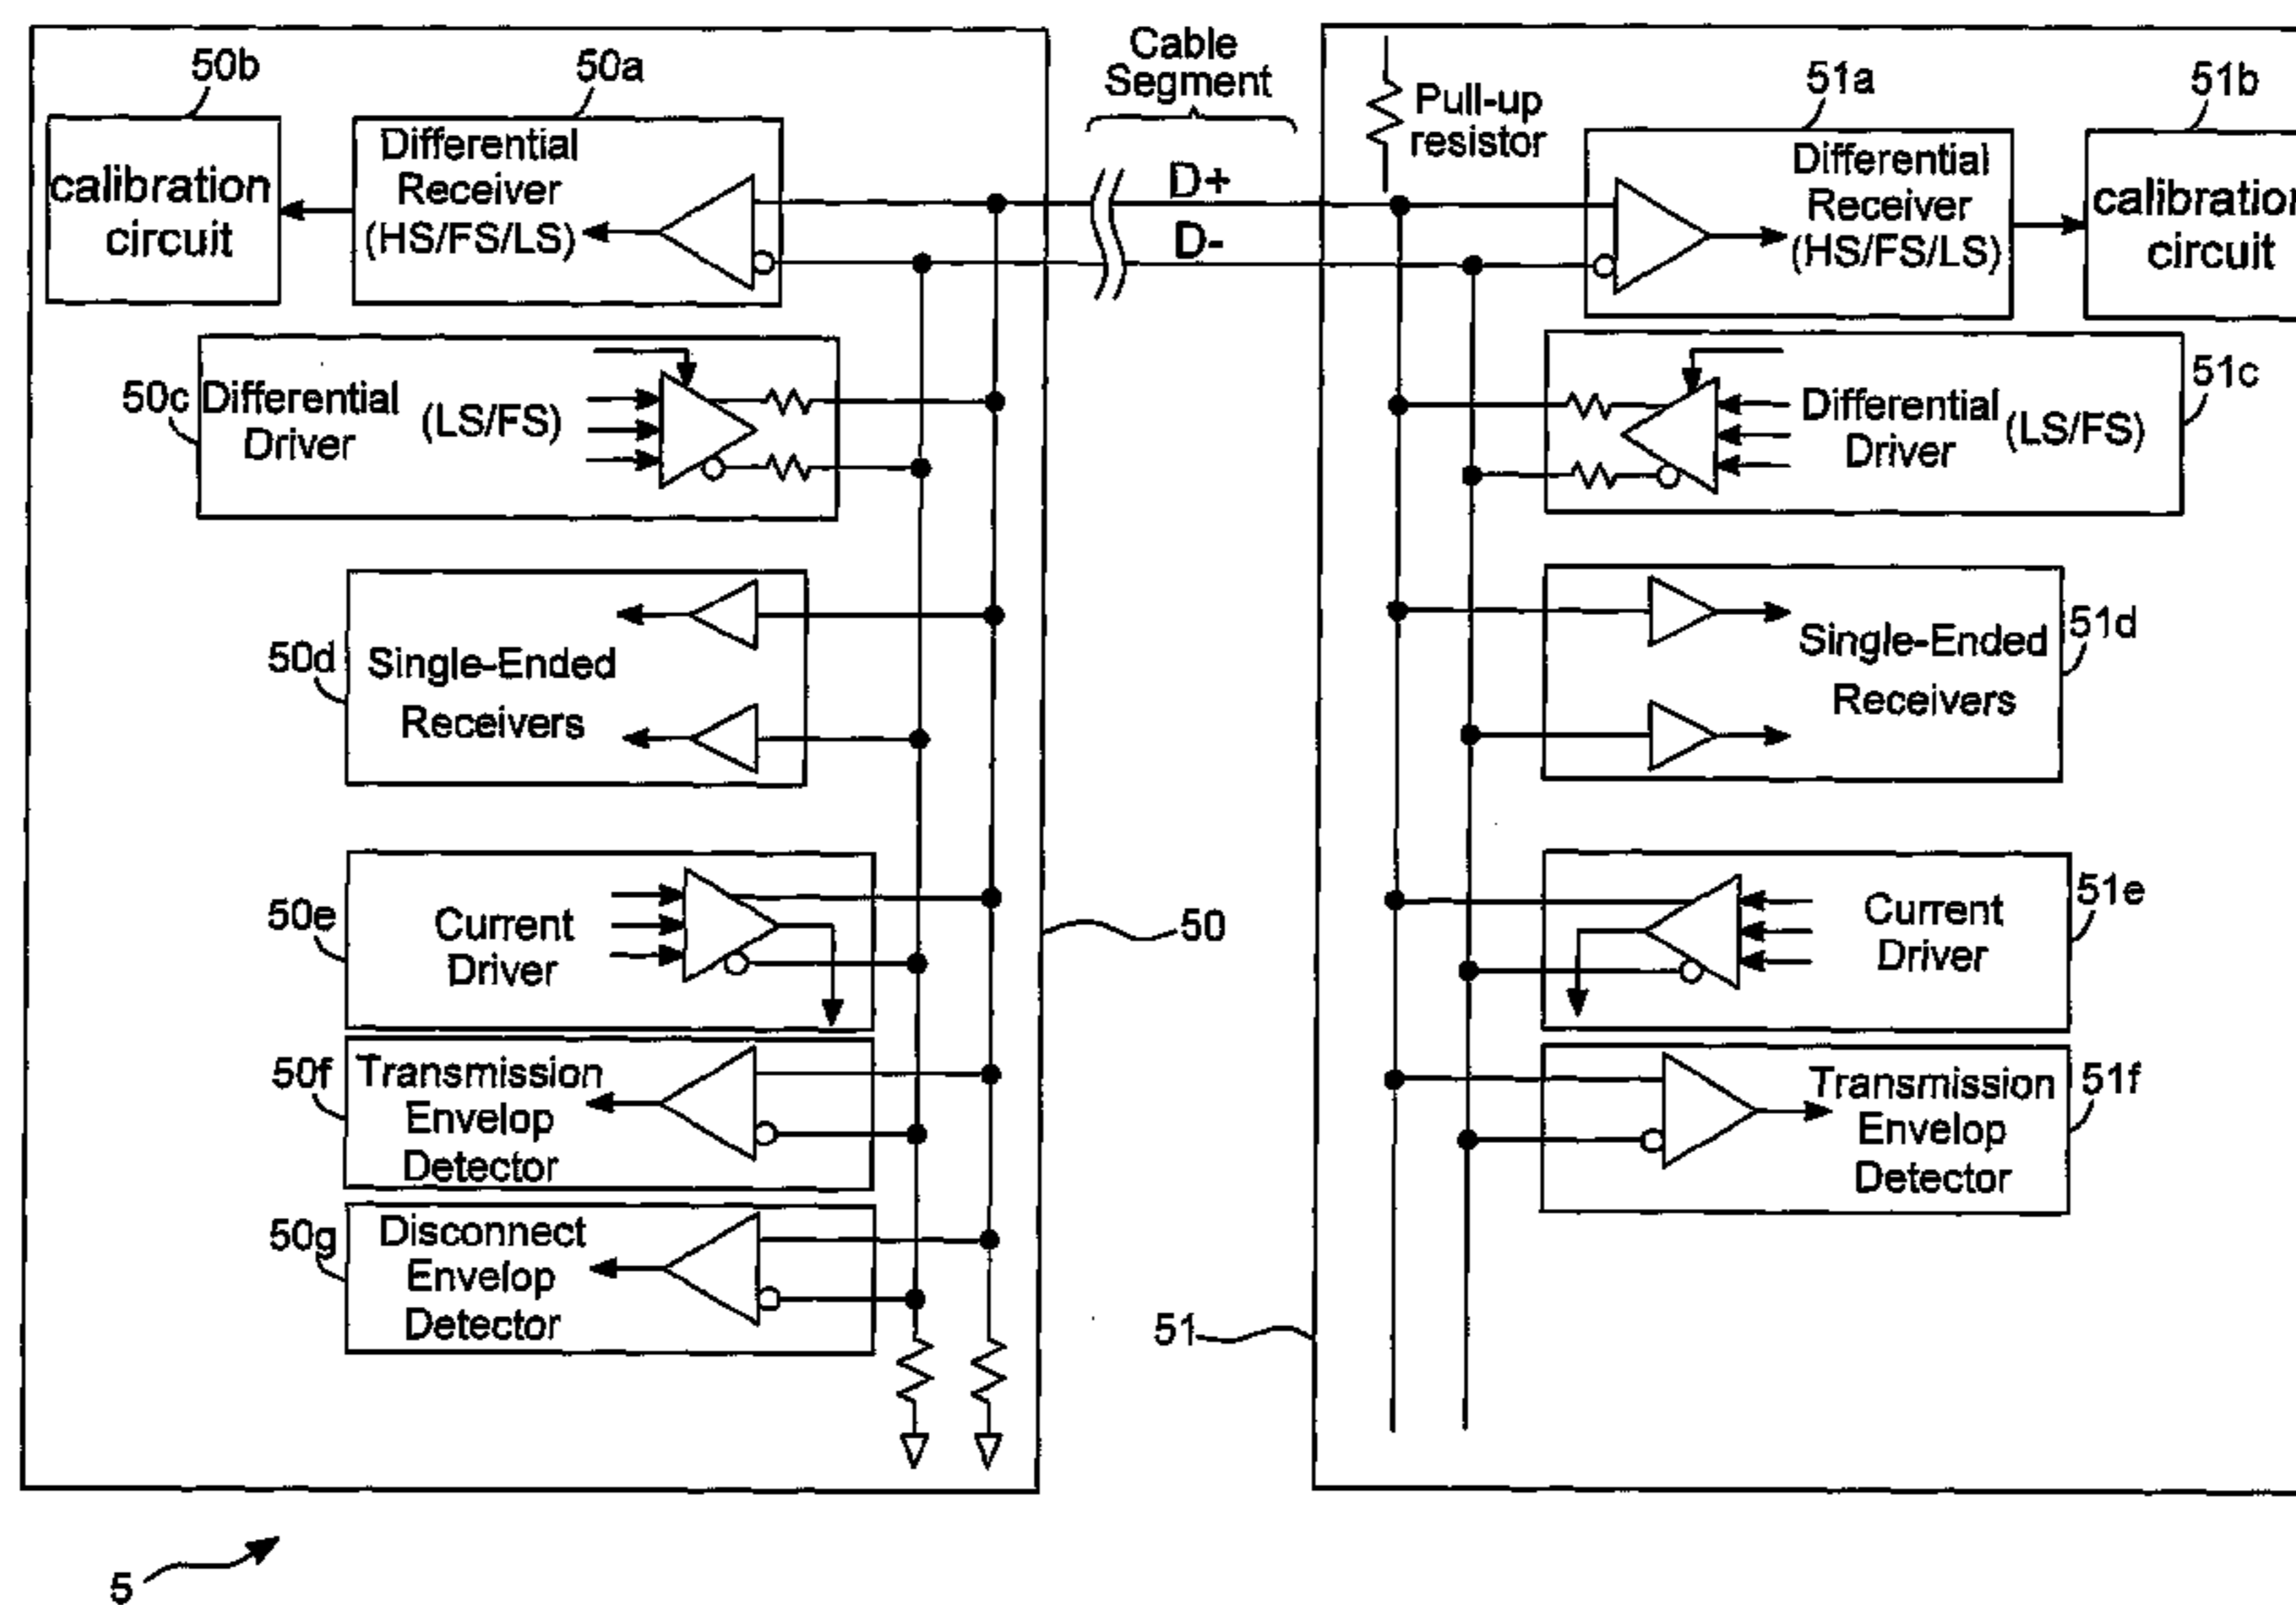 50b
50a
calibration
circuit
Differential
Receiver
(HS/FS/LS)
Cable
Segment
D+
D-
Pull-up
resistor
51a
51b
Differential
Receiver
(HS/FS/LS)
calibration
circuit
50c
Differential
Driver
(LS/FS)
Differential
Driver
(LS/FS)
51c
50d
Single-Ended
Receivers
Single-Ended
Receivers
51d
50e
Current
Driver
50
Current
Driver
51e
50f
Transmission
Envelop
Detector
Transmission
Envelop
Detector
51f
50g
Disconnect
Envelop
Detector
51
5